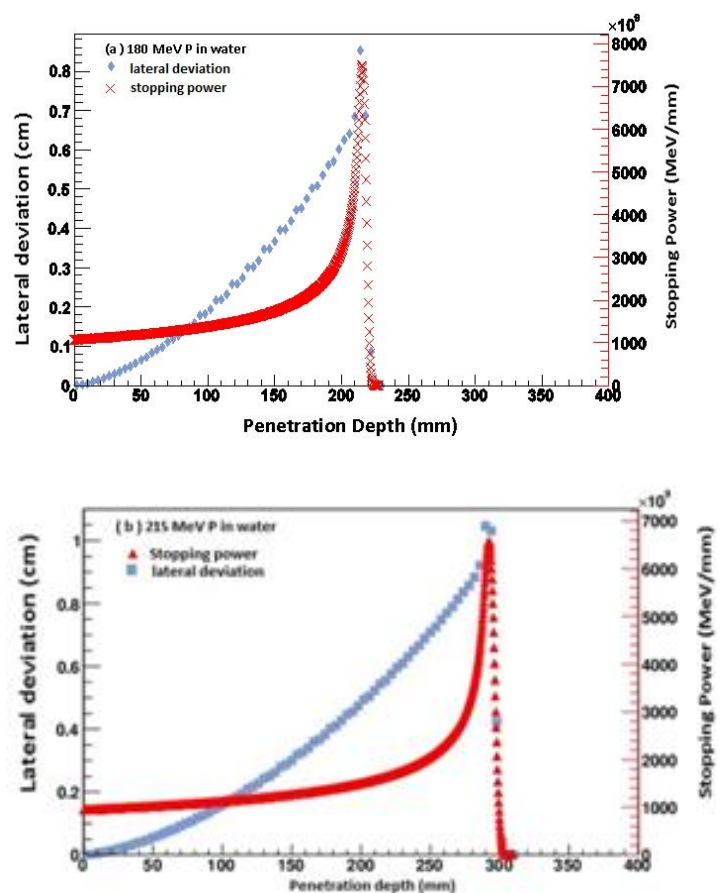 ×10⁹
(a) 180 MeV P in water
lateral deviation
stopping power
0.8
0.7
0.6
0.5
0.4
0.3
0.2
0.1
0
Lateral deviation (cm)
8000
7000
6000
5000
4000
3000
2000
1000
0
Stopping Power (MeV/mm)
0 50 100 150 200 250 300 350 400
Penetration Depth (mm)
×10⁹
( b ) 215 MeV P in water
Stopping power
lateral deviation
1
0.8
0.6
0.4
0.2
0
Lateral deviation (cm)
7000
6000
5000
4000
3000
2000
1000
0
Stopping Power (MeV/mm)
0 50 100 150 200 250 300 350 400
Penetration depth (mm)